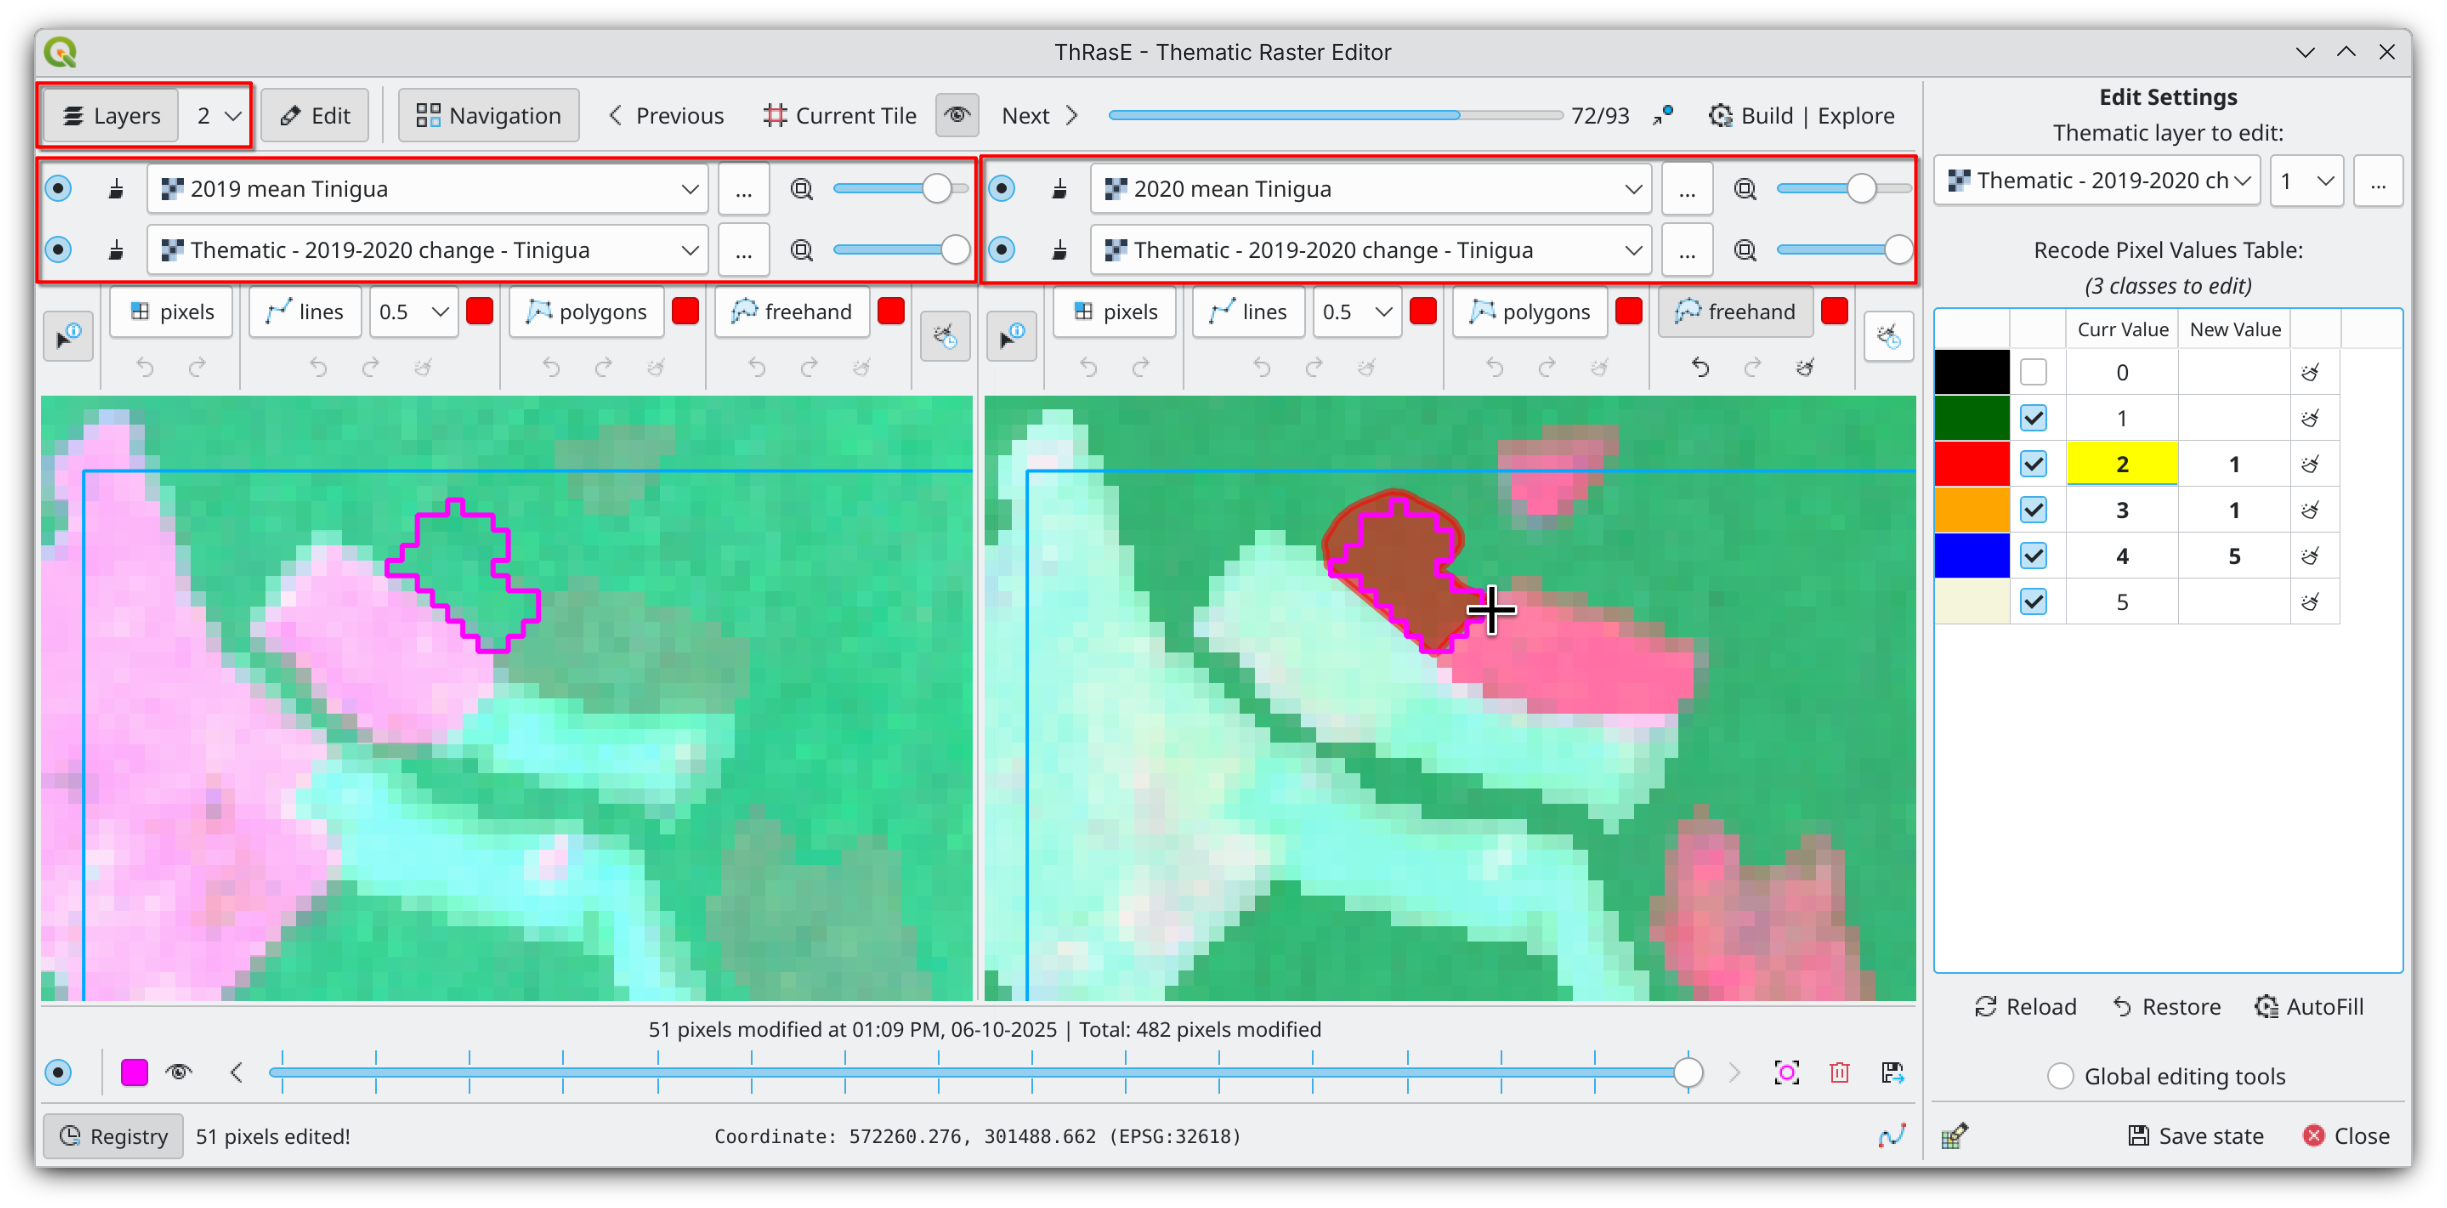 ThRasE - Thematic Raster Editor
Layers 2 Edit Navigation Previous Current Tile Next 72/93 Build | Explore
2019 mean Tinigua ...
Thematic - 2019-2020 change - Tinigua ...
2020 mean Tinigua ...
Thematic - 2019-2020 change - Tinigua ...
pixels lines 0.5 polygons freehand
pixels lines 0.5 polygons freehand
51 pixels modified at 01:09 PM, 06-10-2025 | Total: 482 pixels modified
Registry 51 pixels edited! Coordinate: 572260.276, 301488.662 (EPSG:32618)
Edit Settings
Thematic layer to edit:
Thematic - 2019-2020 ch 1 ...
Recode Pixel Values Table:
(3 classes to edit)
Curr Value New Value
0
1
2 1
3 1
4 5
5
Reload Restore AutoFill
Global editing tools
Save state Close